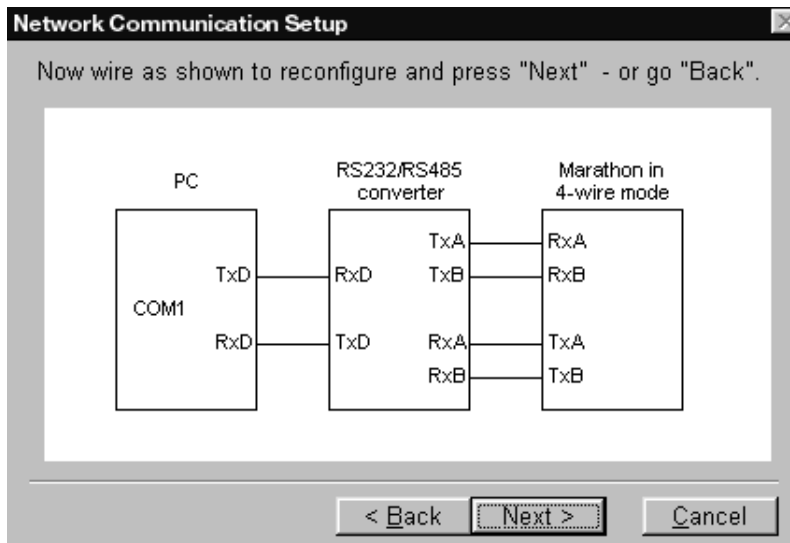 Network Communication Setup
Now wire as shown to reconfigure and press "Next" - or go "Back".
PC
RS232/RS485
converter
Marathon in
4-wire mode
TxA RxA
TxD RxD TxB RxB
COM1
RxD TxD RxA TxA
RxB TxB
< Back Next > Cancel